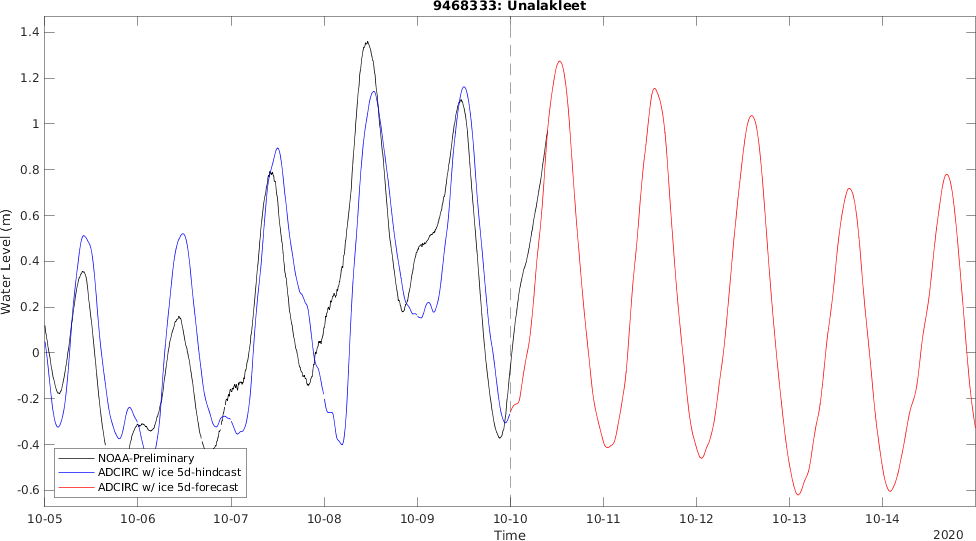 9468333: Unalakleet
1.4
1.2
1
0.8
0.6
0.4
0.2
0
-0.2
-0.4
-0.6
Water Level (m)
NOAA-Preliminary
ADCIRC w/ ice 5d-hindcast
ADCIRC w/ ice 5d-forecast
10-05 10-06 10-07 10-08 10-09 10-10 10-11 10-12 10-13 10-14
Time
2020